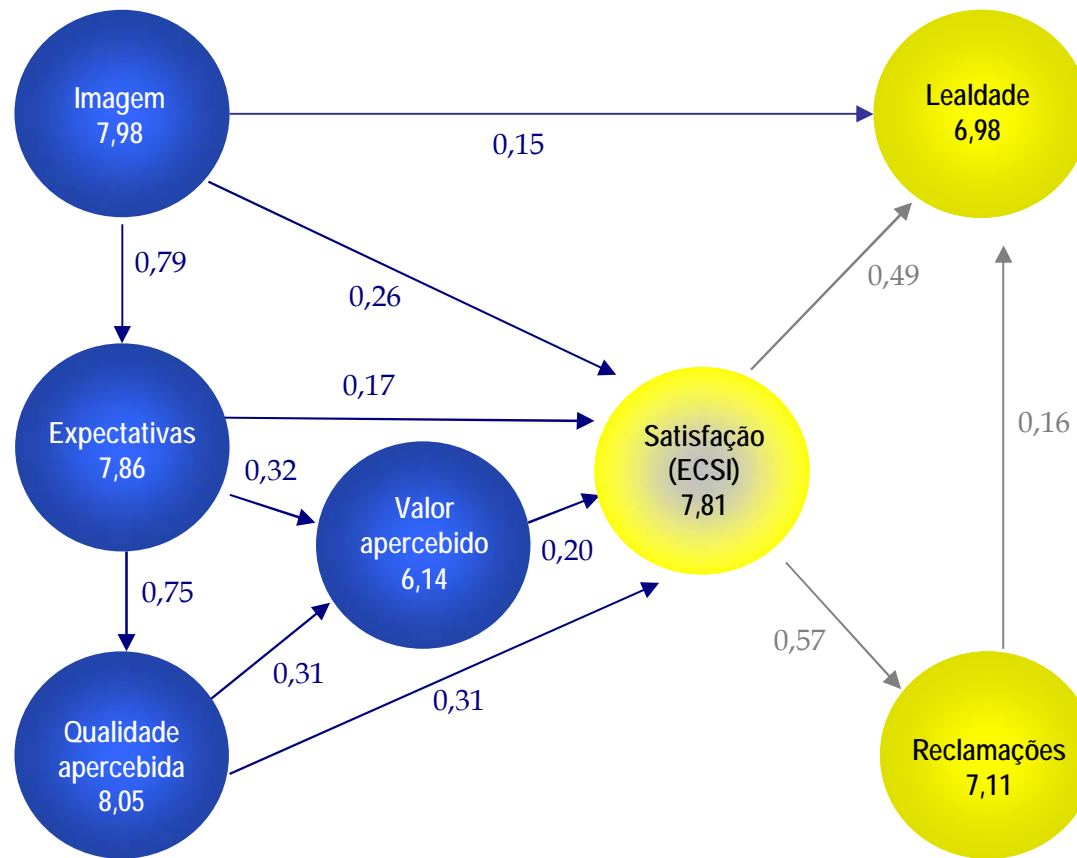 Imagem
7,98
Lealdade
6,98
0,15
0,79
0,26
0,49
0,17
Expectativas
7,86
0,32
Satisfação
(ECSI)
7,81
0,16
Valor
apercebido
6,14
0,20
0,75
0,57
0,31
0,31
Qualidade
apercebida
8,05
Reclamações
7,11